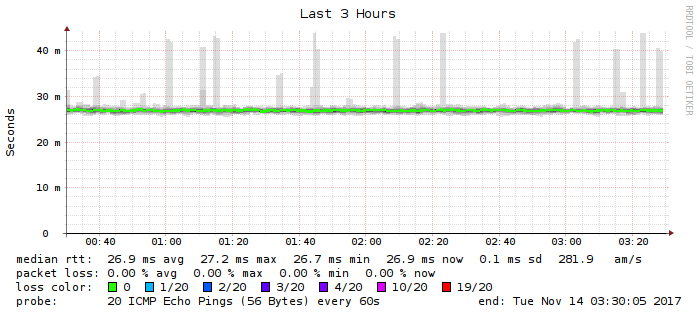 Last 3 Hours
RRDTOOL / TOBI OETIKER
Seconds
40 m
30 m
20 m
10 m
0
00:40 01:00 01:20 01:40 02:00 02:20 02:40 03:00 03:20
median rtt: 26.9 ms avg 27.2 ms max 26.7 ms min 26.9 ms now 0.1 ms sd 281.9 am/s
packet loss: 0.00 % avg 0.00 % max 0.00 % min 0.00 % now
loss color: 0 1/20 2/20 3/20 4/20 10/20 19/20
probe: 20 ICMP Echo Pings (56 Bytes) every 60s end: Tue Nov 14 03:30:05 2017